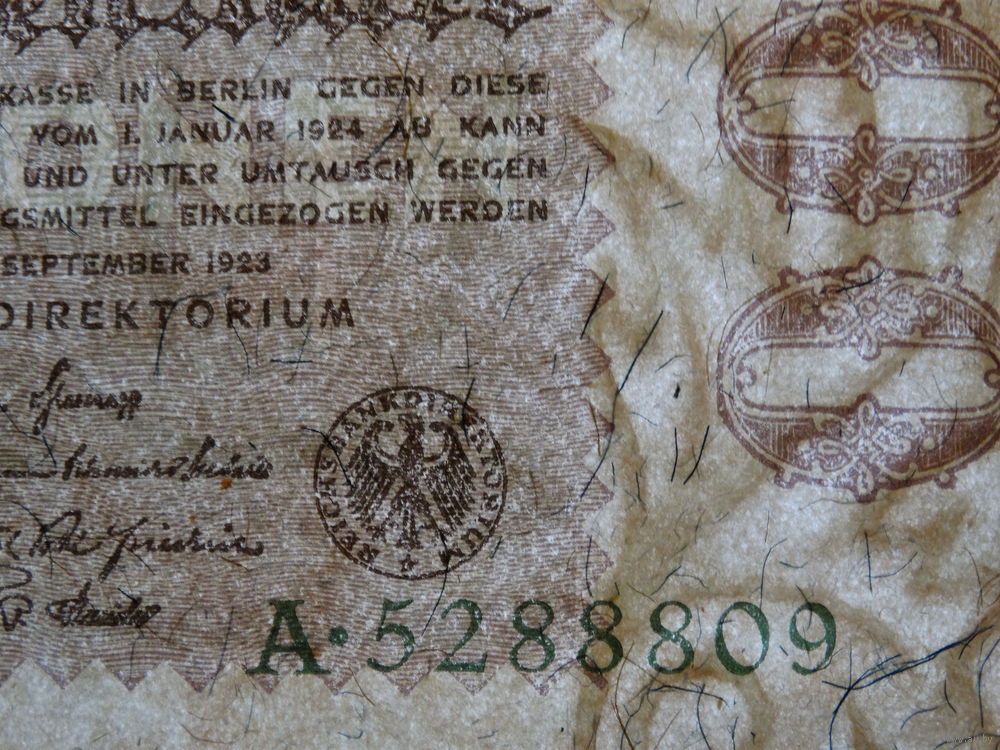 KASSE IN BERLIN GEGEN DIESE
VOM 1. JANUAR 1924 AB KANN
UND UNTER UMTAUSCH GEGEN
GSMITTEL EINGEZOGEN WERDEN
SEPTEMBER 1923
DIREKTORIUM
REICHSBANKDIREKTORIUM
A·5288809